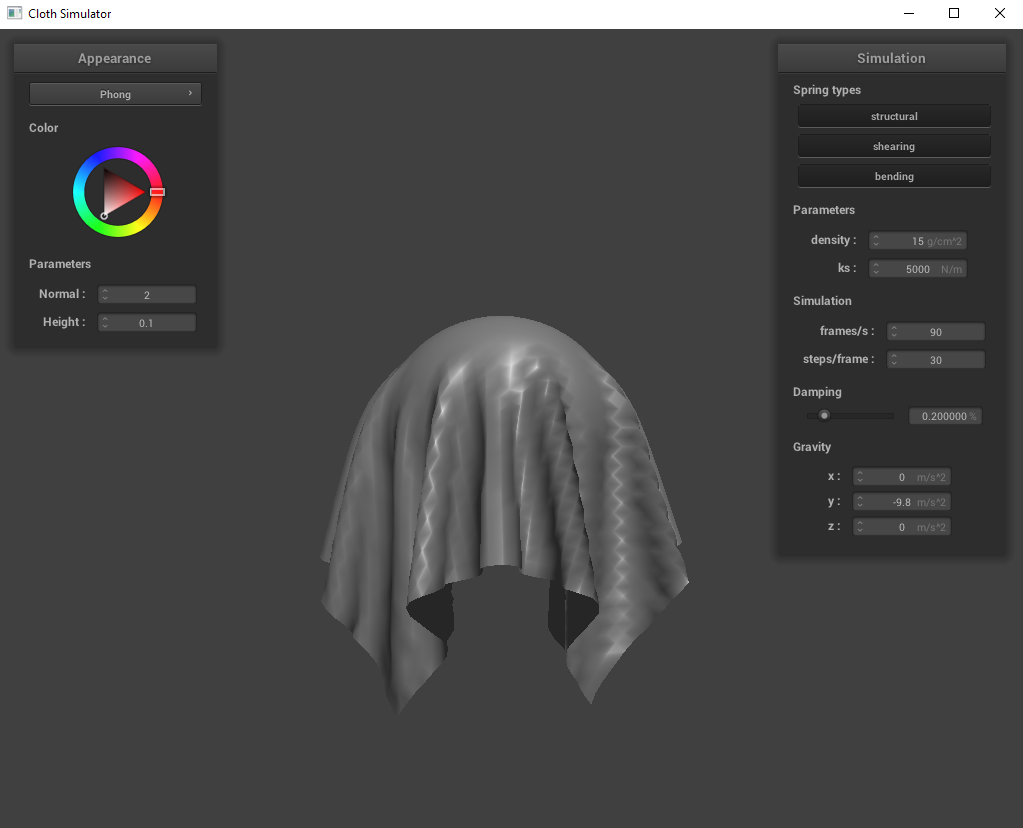 Cloth Simulator
Appearance
Phong
Color
Parameters
Normal : 2
Height : 0.1
Simulation
Spring types
structural
shearing
bending
Parameters
density : 15 g/cm^2
ks : 5000 N/m
Simulation
frames/s : 90
steps/frame : 30
Damping
0.200000 %
Gravity
x : 0 m/s^2
y : -9.8 m/s^2
z : 0 m/s^2